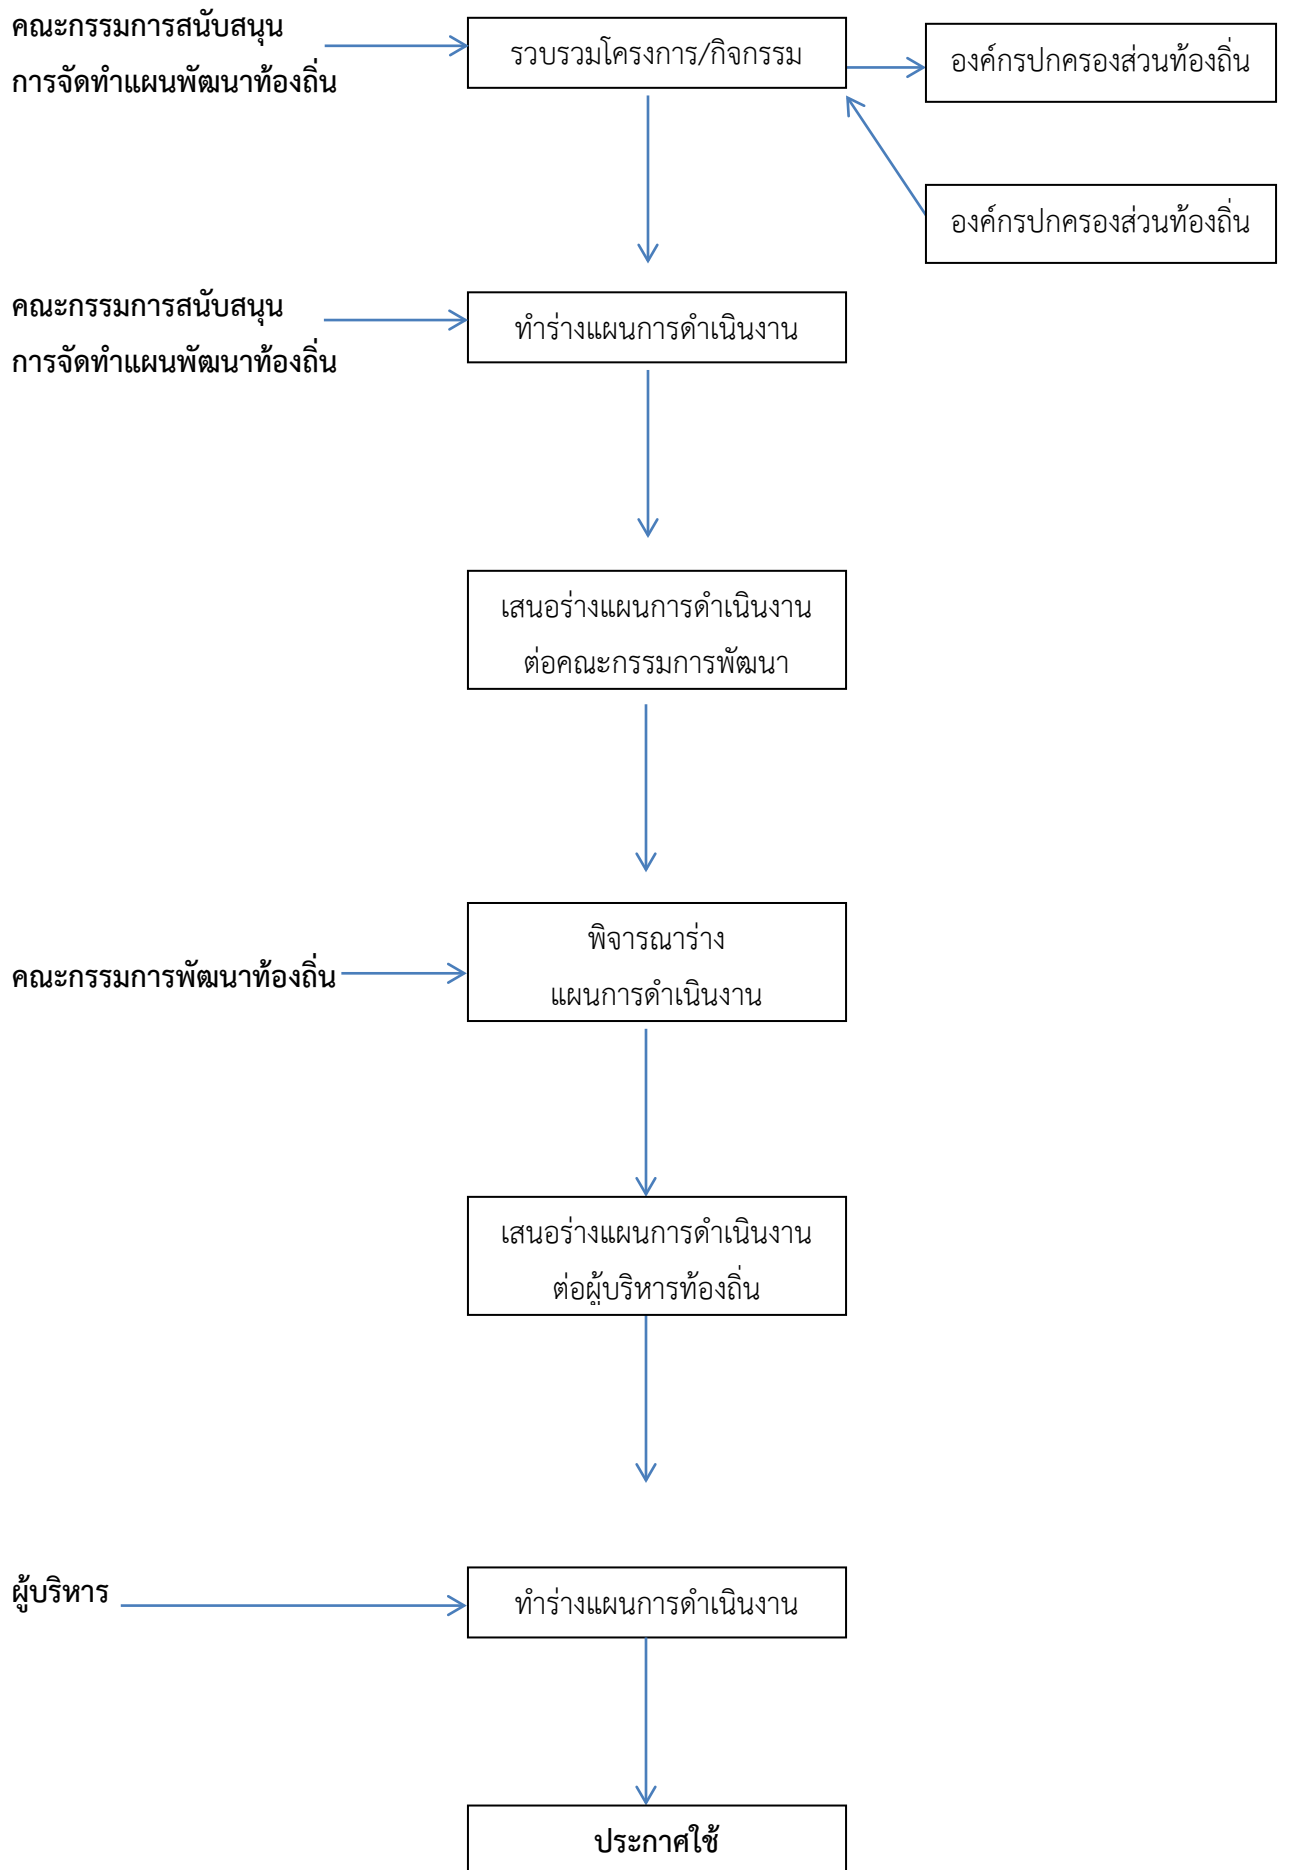 คณะกรรมการสนับสนุน
การจัดทำแผนพัฒนาท้องถิ่น
รวบรวมโครงการ/กิจกรรม
องค์กรปกครองส่วนท้องถิ่น
องค์กรปกครองส่วนท้องถิ่น
คณะกรรมการสนับสนุน
การจัดทำแผนพัฒนาท้องถิ่น
ทำร่างแผนการดำเนินงาน
เสนอร่างแผนการดำเนินงาน
ต่อคณะกรรมการพัฒนา
คณะกรรมการพัฒนาท้องถิ่น
พิจารณาร่าง
แผนการดำเนินงาน
เสนอร่างแผนการดำเนินงาน
ต่อผู้บริหารท้องถิ่น
ผู้บริหาร
ทำร่างแผนการดำเนินงาน
ประกาศใช้